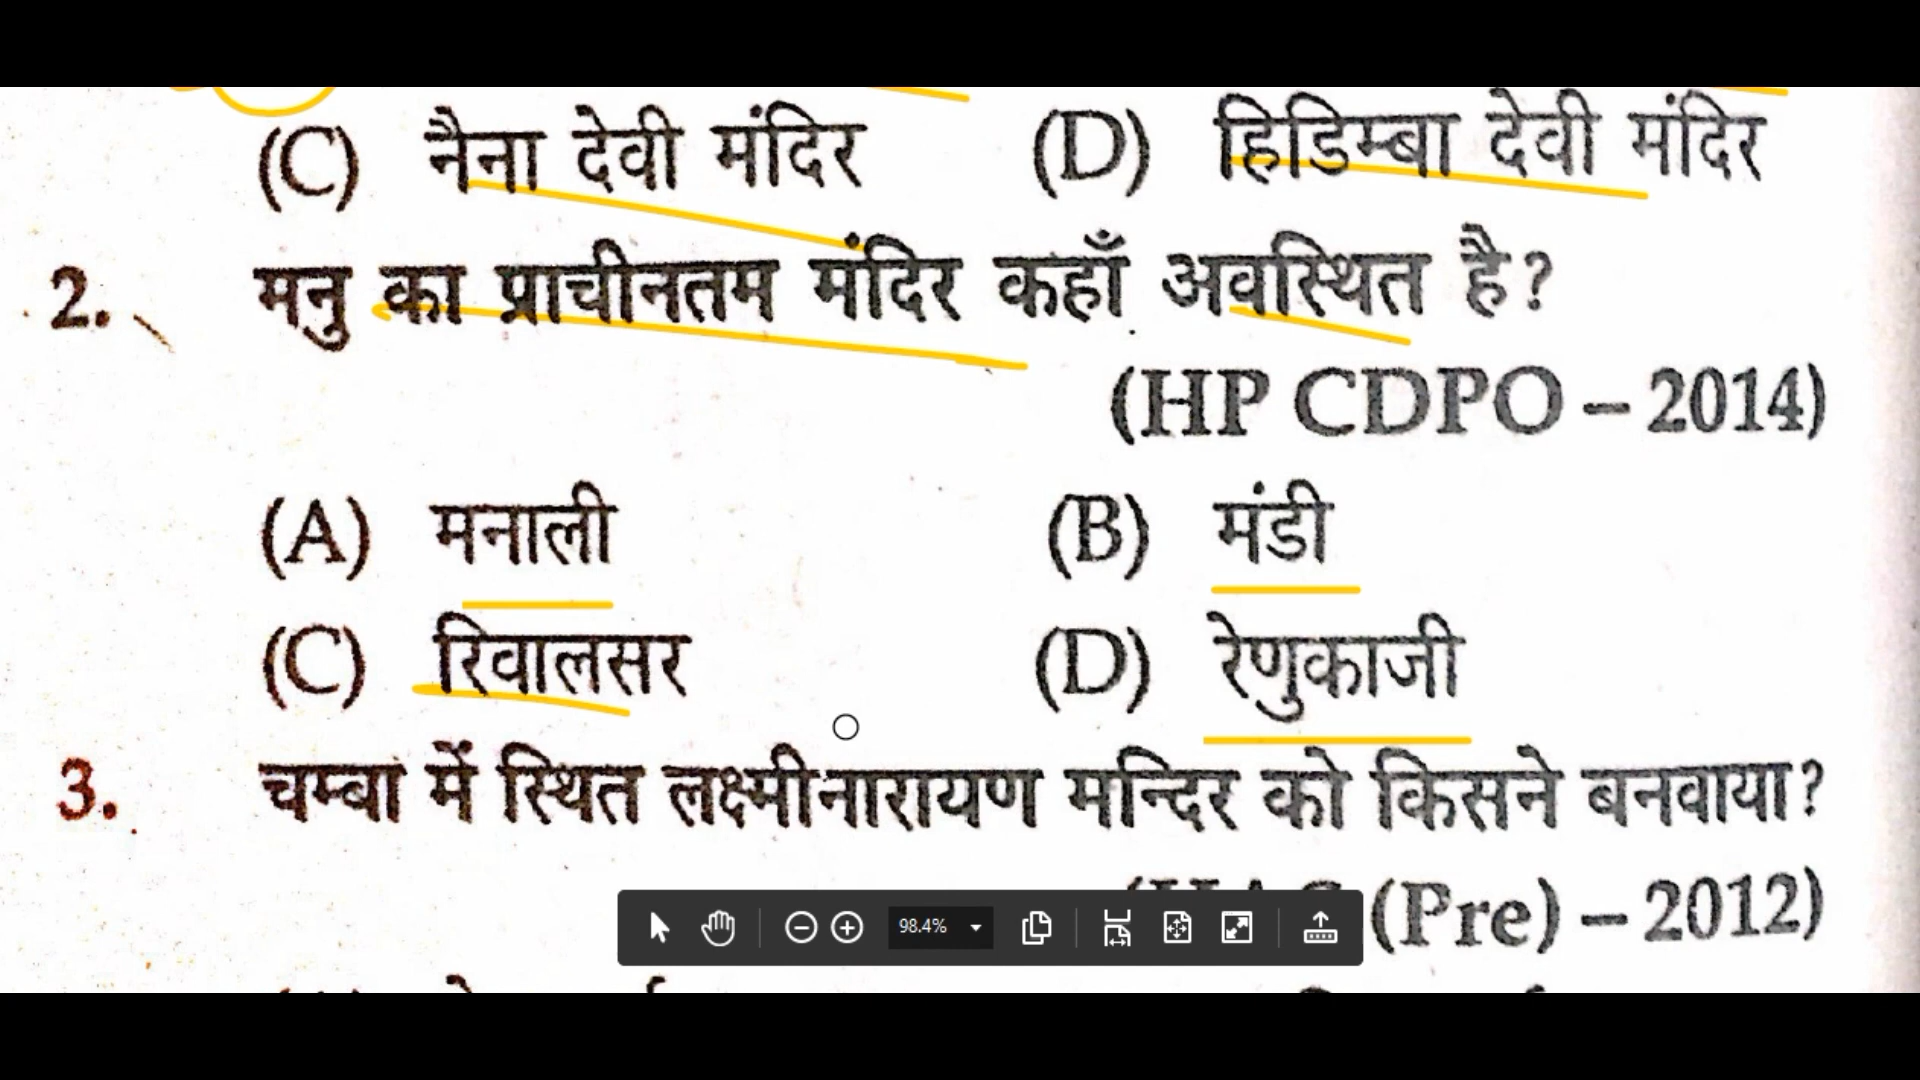 (C) नैना देवी मंदिर (D) हिडिम्बा देवी मंदिर
2. मनु का प्राचीनतम मंदिर कहाँ अवस्थित है?
(HP CDPO – 2014)
(A) मनाली (B) मंडी
(C) रिवालसर (D) रेणुकाजी
3. चम्बा में स्थित लक्ष्मीनारायण मन्दिर को किसने बनवाया?
(Pre) – 2012)
98.4%